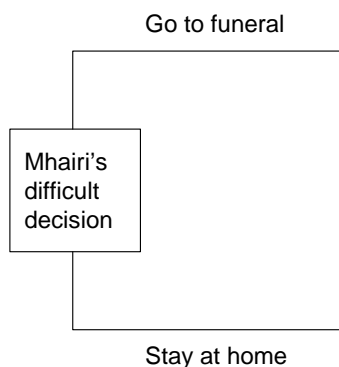 Go to funeral
Mhairi’s
difficult
decision
Stay at home